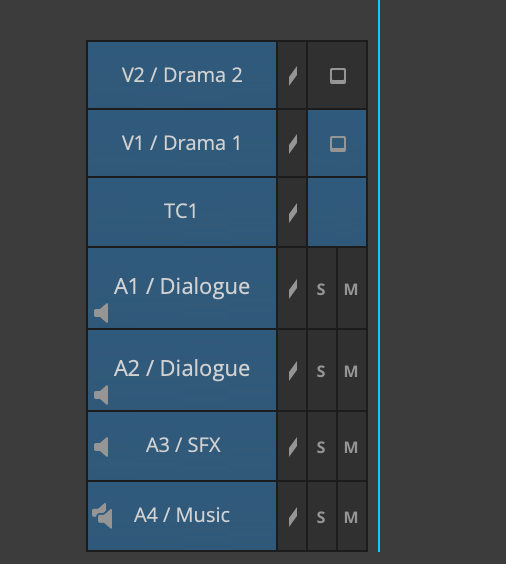 V2 / Drama 2
V1 / Drama 1
TC1
A1 / Dialogue S M
A2 / Dialogue S M
A3 / SFX S M
A4 / Music S M